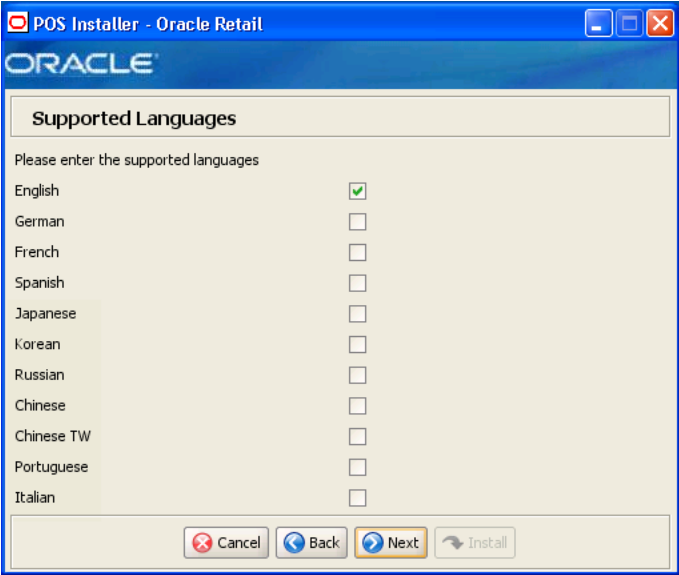 POS Installer - Oracle Retail
ORACLE
Supported Languages
Please enter the supported languages
English
German
French
Spanish
Japanese
Korean
Russian
Chinese
Chinese TW
Portuguese
Italian
Cancel Back Next Install